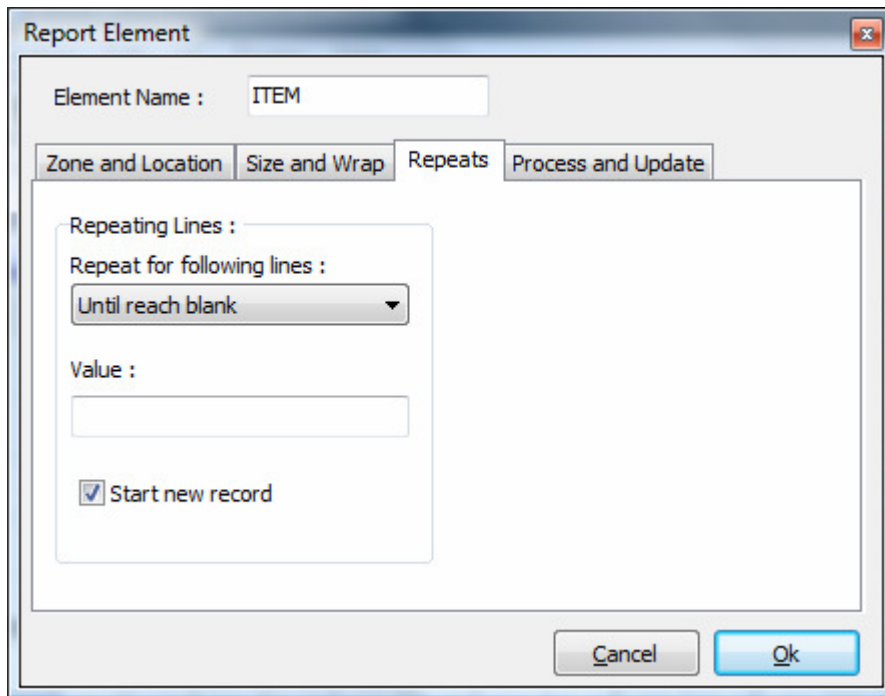 Report Element
Element Name : ITEM
Zone and Location Size and Wrap Repeats Process and Update
Repeating Lines :
Repeat for following lines :
Until reach blank
Value :
Start new record
Cancel Ok